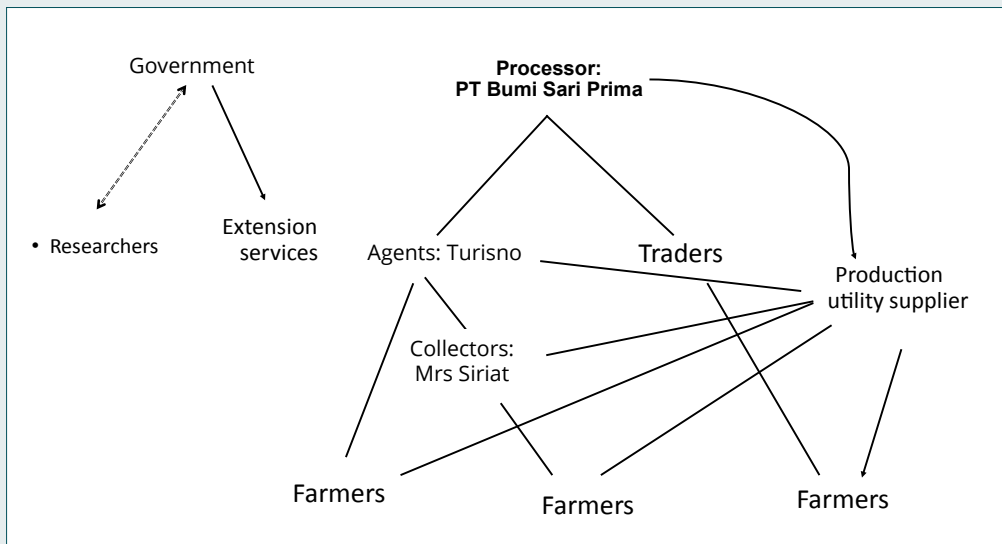 Government
Processor:
PT Bumi Sari Prima
• Researchers
Extension
services
Agents: Turisno
Traders
Production
utility supplier
Collectors:
Mrs Siriat
Farmers
Farmers
Farmers